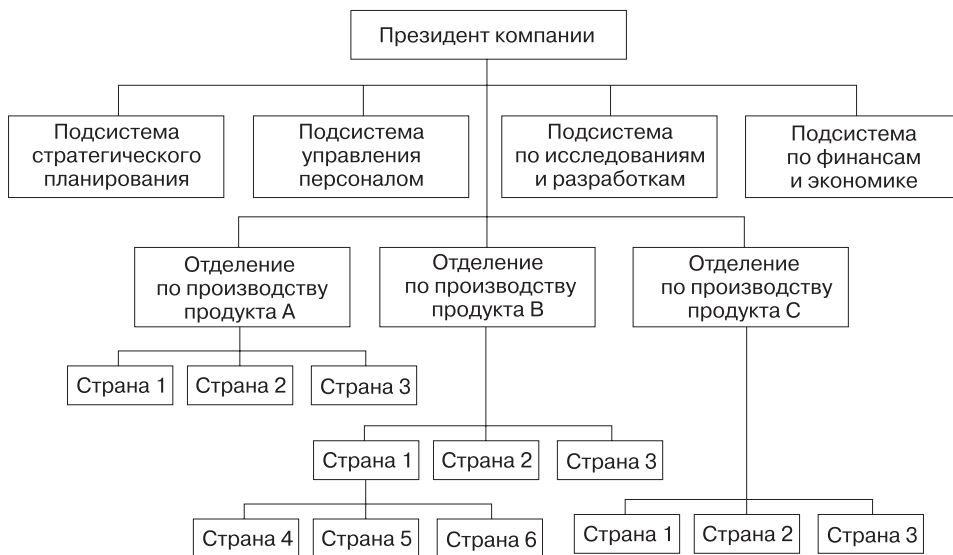 Президент компании
Подсистема
стратегического
планирования
Подсистема
управления
персоналом
Подсистема
по исследованиям
и разработкам
Подсистема
по финансам
и экономике
Отделение
по производству
продукта А
Отделение
по производству
продукта В
Отделение
по производству
продукта С
Страна 1
Страна 2
Страна 3
Страна 1
Страна 2
Страна 3
Страна 4
Страна 5
Страна 6
Страна 1
Страна 2
Страна 3